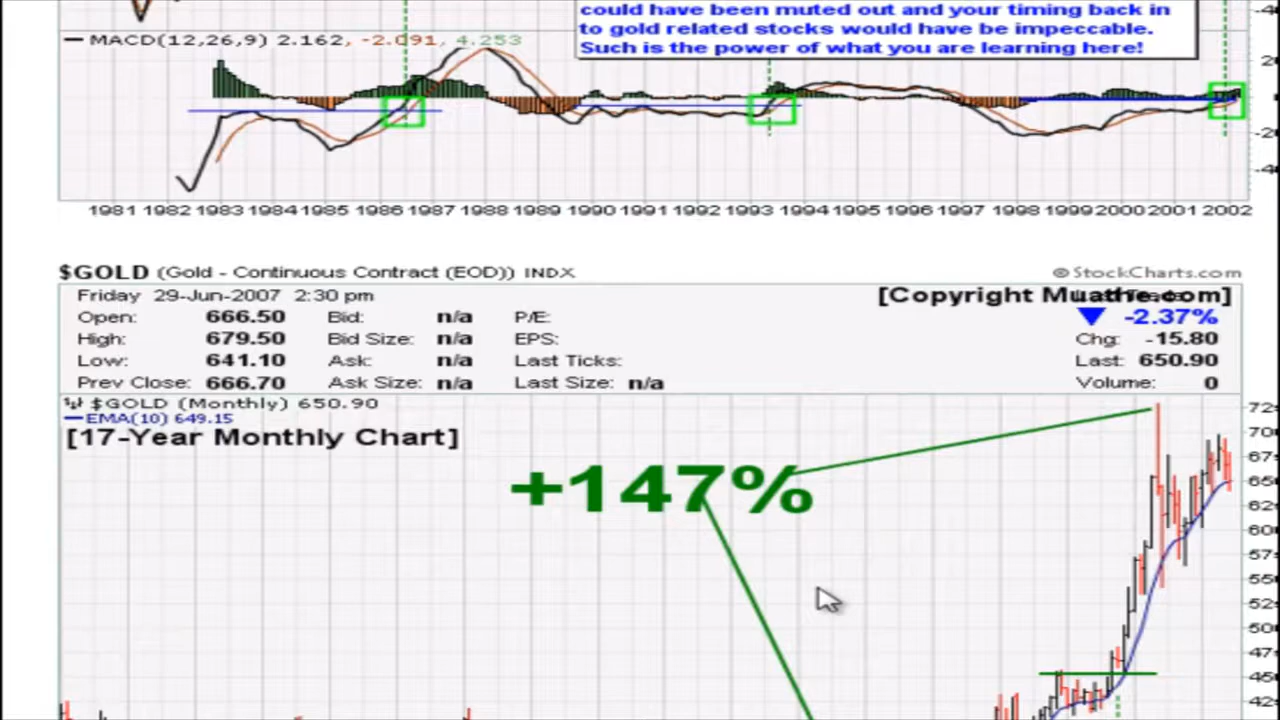 could have been muted out and your timing back in
to gold related stocks would have be impeccable.
Such is the power of what you are learning here!
MACD(12,26,9) 2.162, -2.091, 4.253
1981 1982 1983 1984 1985 1986 1987 1988 1989 1990 1991 1992 1993 1994 1995 1996 1997 1998 1999 2000 2001 2002
$GOLD (Gold - Continuous Contract (EOD)) INDX
© StockCharts.com
Friday 29-Jun-2007 2:30 pm
[Copyright Muathe.com]
Open: 666.50 Bid: n/a P/E: -2.37%
High: 679.50 Bid Size: n/a EPS: Chg: -15.80
Low: 641.10 Ask: n/a Last Ticks: Last: 650.90
Prev Close: 666.70 Ask Size: n/a Last Size: n/a Volume: 0
$GOLD (Monthly) 650.90
EMA(10) 649.15
[17-Year Monthly Chart]
+147%